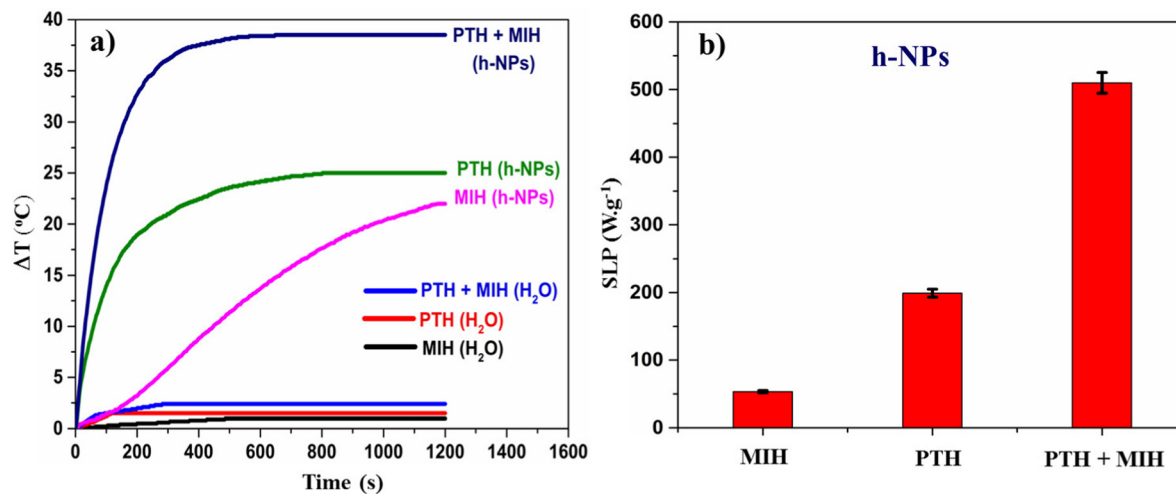 a)
40
35
30
25
20
15
10
5
0
ΔT (°C)
PTH + MIH
(h-NPs)
PTH (h-NPs)
MIH (h-NPs)
PTH + MIH (H₂O)
PTH (H₂O)
MIH (H₂O)
0 200 400 600 800 1000 1200 1400 1600
Time (s)
b)
h-NPs
600
500
400
300
200
100
0
SLP (W.g⁻¹)
MIH PTH PTH + MIH